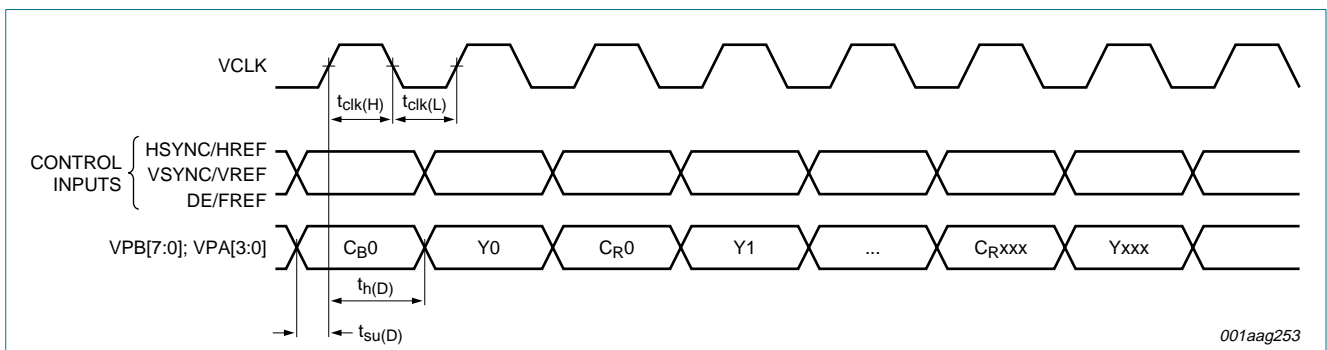 VCLK
tclk(H) tclk(L)
CONTROL INPUTS
HSYNC/HREF
VSYNC/VREF
DE/FREF
VPB[7:0]; VPA[3:0] CB0 Y0 CR0 Y1 ... CRxxx Yxxx
th(D)
tsu(D)
001aag253